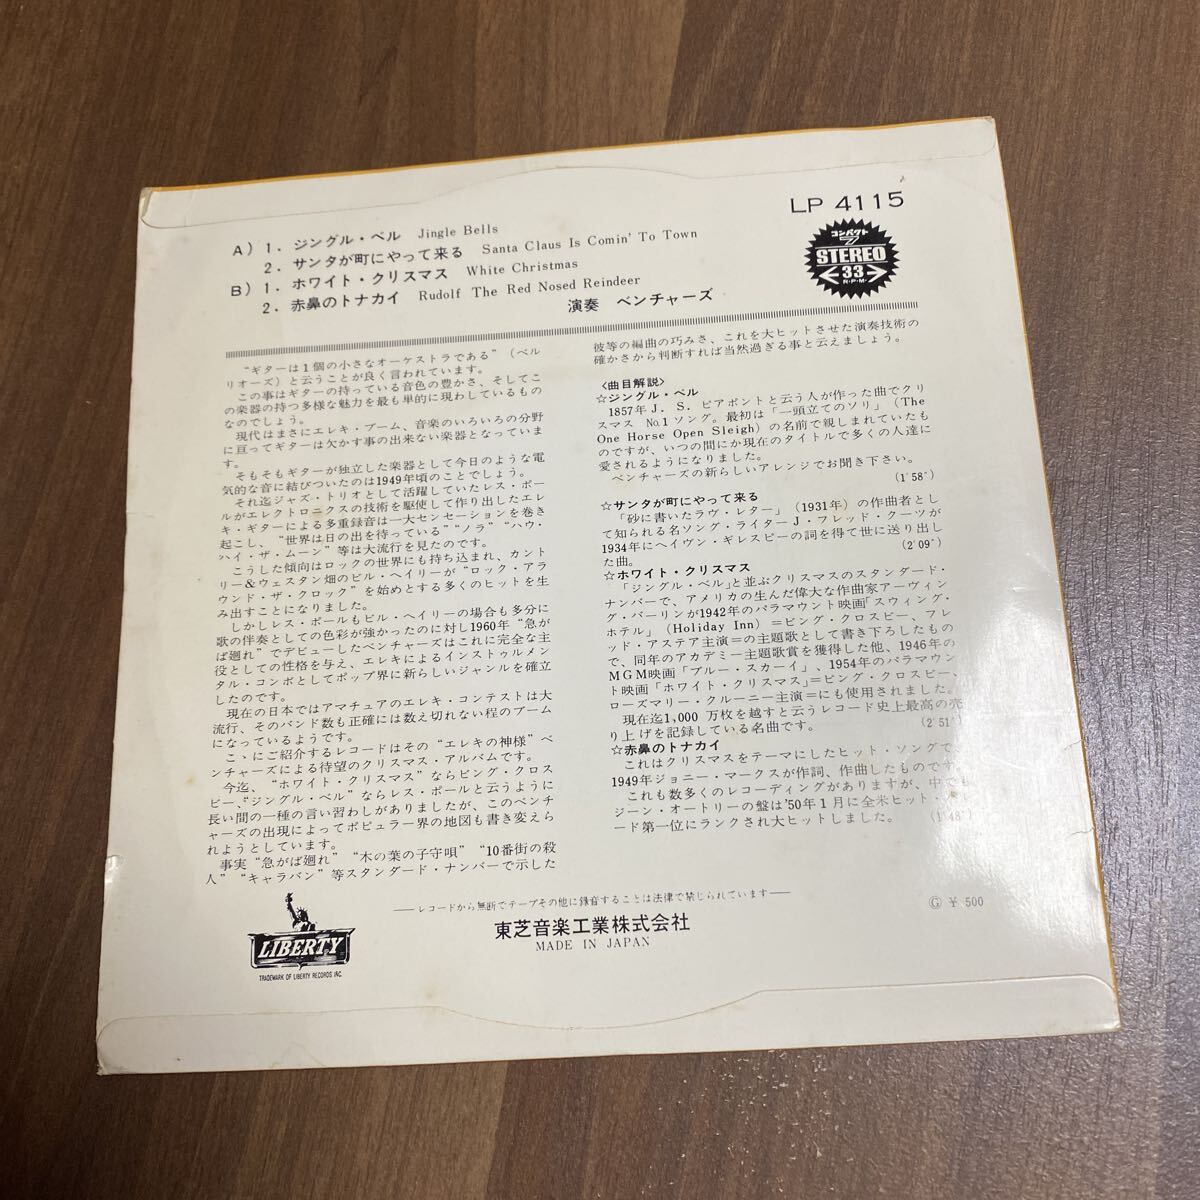 LP 4115
コンパクト
7
STEREO
33
R·P·M·
A) 1. ジングル・ベル Jingle Bells
2. サンタが町にやって来る Santa Claus Is Comin' To Town
B) 1. ホワイト・クリスマス White Christmas
2. 赤鼻のトナカイ Rudolf The Red Nosed Reindeer
演奏 ベンチャーズ
“ギターは1個の小さなオーケストラである”(ベル
リオーズ)と云うことが良く言われています。
この事はギターの持っている音色の豊かさ、そしてこ
の楽器の持つ多様な魅力を最も単的に現わしているもの
なのでしょう。
現代はまさにエレキ・ブーム、音楽のいろいろの分野
に亘ってギターは欠かす事の出来ない楽器となっていま
す。
そもそもギターが独立した楽器として今日のような電
気的な音に結びついたのは1949年頃のことでしょう。
それ迄ジャズ・トリオとして活躍していたレス・ポー
ルがエレクトロニクスの技術を駆使して作り出したエレ
キ・ギターによる多重録音は一大センセーションを巻き
起こし、“世界は日の出を待っている”“ノラ”“ハウ・
ハイ・ザ・ムーン”等は大流行を見たのです。
こうした傾向はロックの世界にも持ち込まれ、カント
リー&ウェスタン畑のビル・ヘイリーが“ロック・アラ
ウンド・ザ・クロック”を始めとする多くのヒットを生
み出すことになりました。
しかしレス・ポールもビル・ヘイリーの場合も多分に
歌の伴奏としての色彩が強かったのに対し1960年“急が
ば廻れ”でデビューしたベンチャーズはこれに完全な主
役としての性格を与え、エレキによるインストゥルメン
タル・コンボとしてポップ界に新らしいジャンルを確立
したのです。
現在の日本ではアマチュアのエレキ・コンテストは大
流行、そのバンド数も正確には数え切れない程のブーム
になっているようです。
こゝにご紹介するレコードはその“エレキの神様”ベ
ンチャーズによる待望のクリスマス・アルバムです。
今迄、“ホワイト・クリスマス”ならビング・クロス
ビー、“ジングル・ベル”ならレス・ポールと云うように
長い間の一種の言い習わしがありましたが、このベンチ
ャーズの出現によってポピュラー界の地図も書き変えら
れようとしています。
事実“急がば廻れ”“木の葉の子守唄”“10番街の殺
人”“キャラバン”等スタンダード・ナンバーで示した
彼等の編曲の巧みさ、これを大ヒットさせた演奏技術の
確かさから判断すれば当然過ぎる事と云えましょう。
〈曲目解説〉
☆ジングル・ベル
1857年J. S. ピアポントと云う人が作った曲でクリ
スマス No.1ソング。最初は「一頭立てのソリ」(The
One Horse Open Sleigh)の名前で親しまれていたも
のですが、いつの間にか現在のタイトルで多くの人達に
愛されるようになりました。
ベンチャーズの新らしいアレンジでお聞き下さい。
(1′58″)
☆サンタが町にやって来る
「砂に書いたラヴ・レター」(1931年)の作曲者とし
て知られる名ソング・ライターJ・フレッド・クーツが
1934年にヘイヴン・ギレスピーの詞を得て世に送り出し
た曲。
(2′09″)
☆ホワイト・クリスマス
「ジングル・ベル」と並ぶクリスマスのスタンダード・
ナンバーで、アメリカの生んだ偉大な作曲家アーヴィン
グ・バーリンが1942年のパラマウント映画「スウィング・
ホテル」(Holiday Inn)=ビング・クロスビー、フレ
ッド・アステア主演=の主題歌として書き下ろしたもの
で、同年のアカデミー主題歌賞を獲得した他、1946年の
MGM映画「ブルー・スカーイ」、1954年のパラマウン
ト映画「ホワイト・クリスマス」=ビング・クロスビー、
ローズマリー・クルーニー主演=にも使用されました。
現在迄1,000 万枚を越すと云うレコード史上最高の売
り上げを記録している名曲です。
(2′51″)
☆赤鼻のトナカイ
これはクリスマスをテーマにしたヒット・ソングで、
1949年ジョニー・マークスが作詞、作曲したものです
これも数多くのレコーディングがありますが、中でも
ジーン・オートリーの盤は'50年1月に全米ヒット・
ード第一位にランクされ大ヒットしました。
(1′48″)
レコードから無断でテープその他に録音することは法律で禁じられています
東芝音楽工業株式会社
MADE IN JAPAN
Ⓖ ¥ 500
LIBERTY
TRADEMARK OF LIBERTY RECORDS INC.